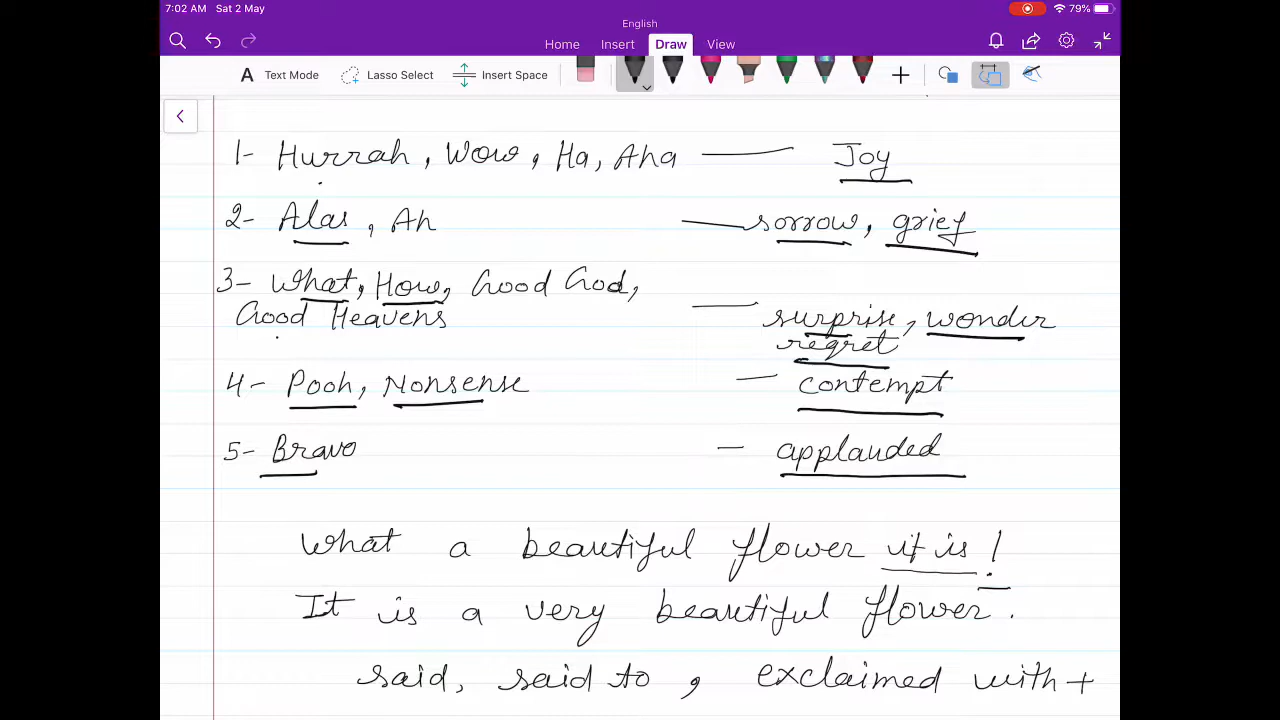 7:02 AM Sat 2 May
79%
English
Home Insert Draw View
A Text Mode Lasso Select Insert Space
1- Hurrah, Wow, Ha, Aha — Joy
2- Alas, Ah — sorrow, grief
3- What, How, Good God,
Good Heavens — surprise, wonder
regret
4- Pooh, Nonsense — contempt
5- Bravo — applauded
What a beautiful flower it is!
It is a very beautiful flower.
said, said to, exclaimed with +